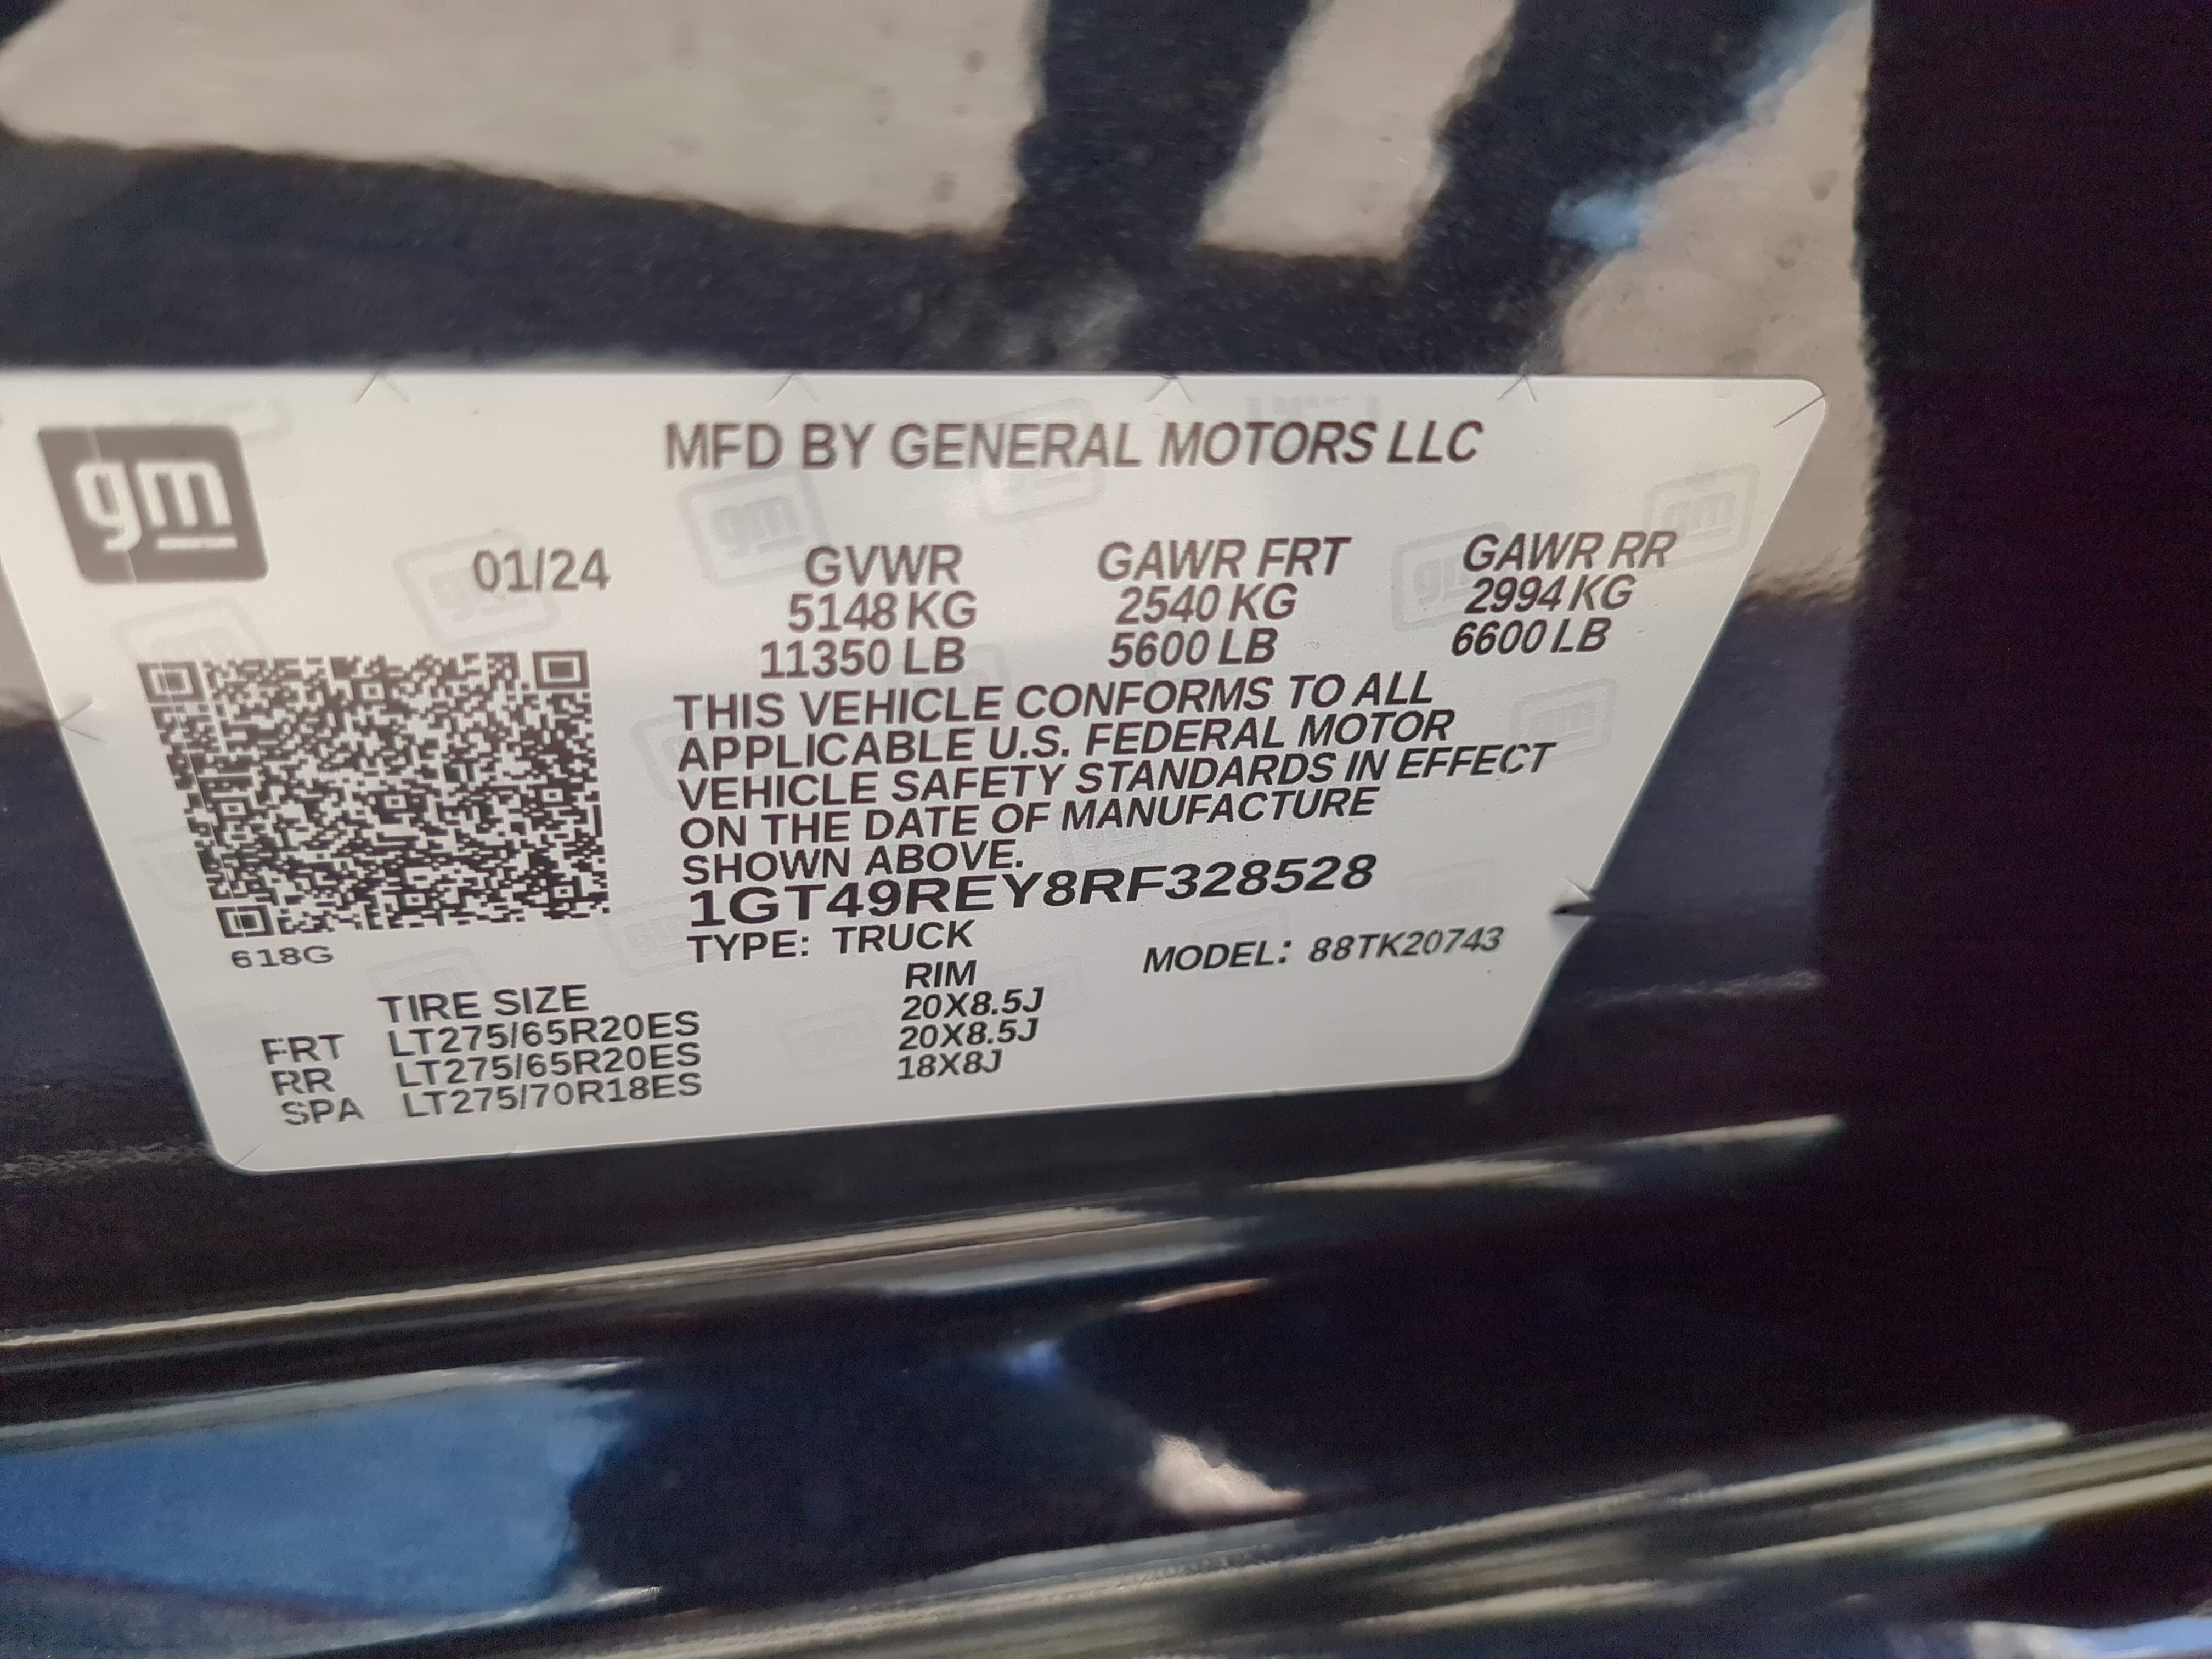 gm
MFD BY GENERAL MOTORS LLC
01/24 GVWR GAWR FRT GAWR RR
5148 KG 2540 KG 2994 KG
11350 LB 5600 LB 6600 LB
THIS VEHICLE CONFORMS TO ALL
APPLICABLE U.S. FEDERAL MOTOR
VEHICLE SAFETY STANDARDS IN EFFECT
ON THE DATE OF MANUFACTURE
SHOWN ABOVE.
1GT49REY8RF328528
618G
TYPE: TRUCK MODEL: 88TK20743
TIRE SIZE RIM
FRT LT275/65R20ES 20X8.5J
RR LT275/65R20ES 20X8.5J
SPA LT275/70R18ES 18X8J